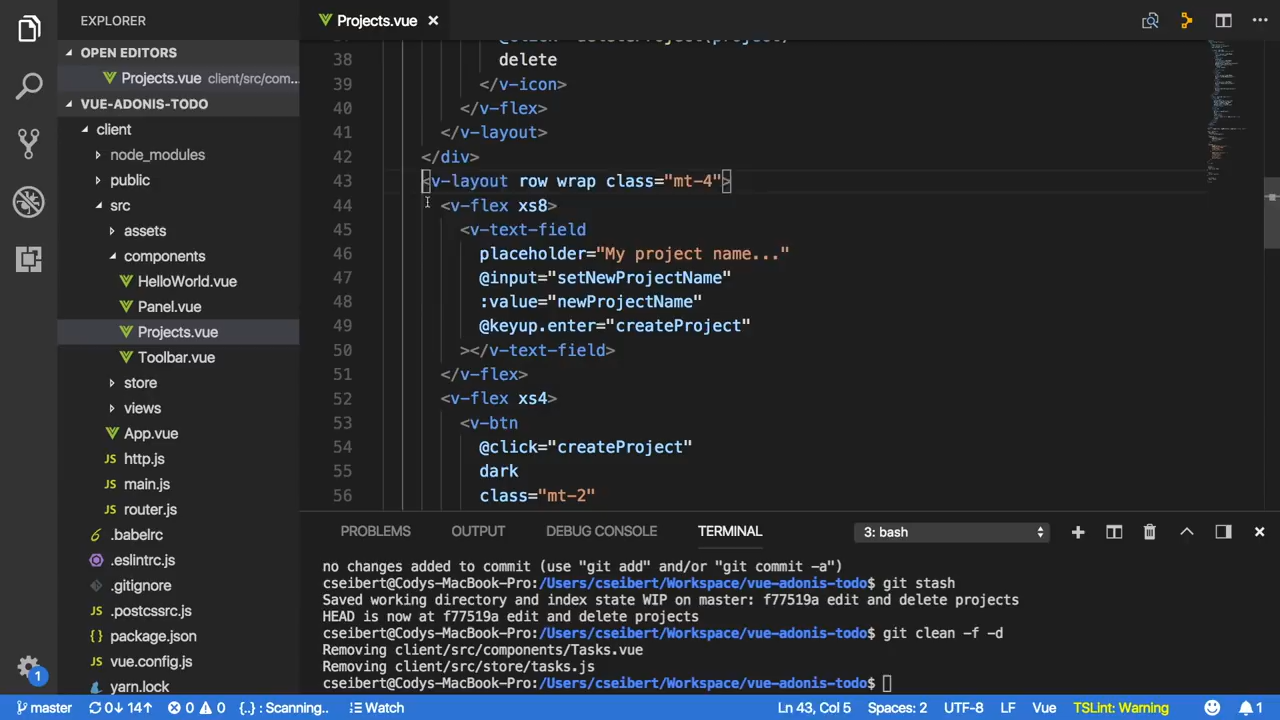 EXPLORER
OPEN EDITORS
Projects.vue client/src/com...
VUE-ADONIS-TODO
client
node_modules
public
src
assets
components
HelloWorld.vue
Panel.vue
Projects.vue
Toolbar.vue
store
views
App.vue
JS http.js
JS main.js
JS router.js
.babelrc
.eslintrc.js
.gitignore
JS .postcssrc.js
{} package.json
JS vue.config.js
yarn.lock
Projects.vue
38 delete
39 </v-icon>
40 </v-flex>
41 </v-layout>
42 </div>
43 <v-layout row wrap class="mt-4">
44 <v-flex xs8>
45 <v-text-field
46 placeholder="My project name..."
47 @input="setNewProjectName"
48 :value="newProjectName"
49 @keyup.enter="createProject"
50 ></v-text-field>
51 </v-flex>
52 <v-flex xs4>
53 <v-btn
54 @click="createProject"
55 dark
56 class="mt-2"
PROBLEMS OUTPUT DEBUG CONSOLE TERMINAL 3: bash
no changes added to commit (use "git add" and/or "git commit -a")
cseibert@Codys-MacBook-Pro:/Users/cseibert/Workspace/vue-adonis-todo$ git stash
Saved working directory and index state WIP on master: f77519a edit and delete projects
HEAD is now at f77519a edit and delete projects
cseibert@Codys-MacBook-Pro:/Users/cseibert/Workspace/vue-adonis-todo$ git clean -f -d
Removing client/src/components/Tasks.vue
Removing client/src/store/tasks.js
cseibert@Codys-MacBook-Pro:/Users/cseibert/Workspace/vue-adonis-todo$
1
master 0↓ 14↑ 0 0 {..} : Scanning.. Watch Ln 43, Col 5 Spaces: 2 UTF-8 LF Vue TSLint: Warning 1